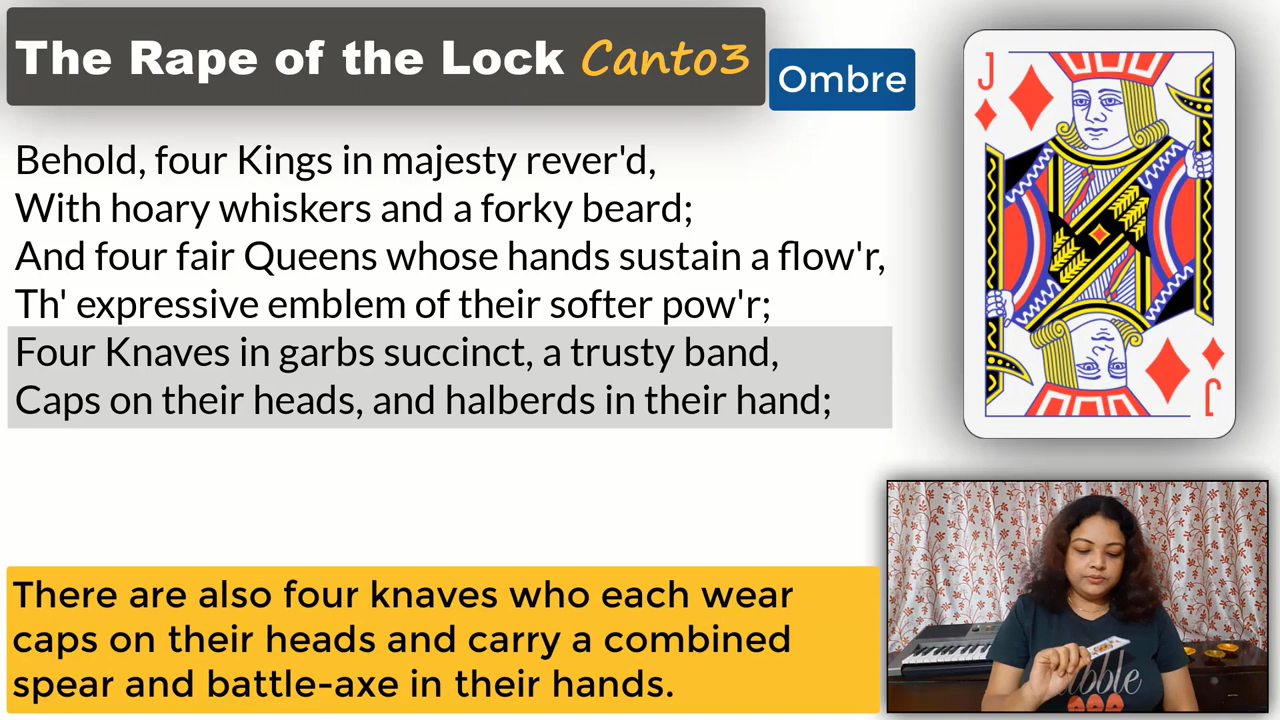 The Rape of the Lock Canto3
Ombre
Behold, four Kings in majesty rever'd,
With hoary whiskers and a forky beard;
And four fair Queens whose hands sustain a flow'r,
Th' expressive emblem of their softer pow'r;
Four Knaves in garbs succinct, a trusty band,
Caps on their heads, and halberds in their hand;
J
J
There are also four knaves who each wear
caps on their heads and carry a combined
spear and battle-axe in their hands.